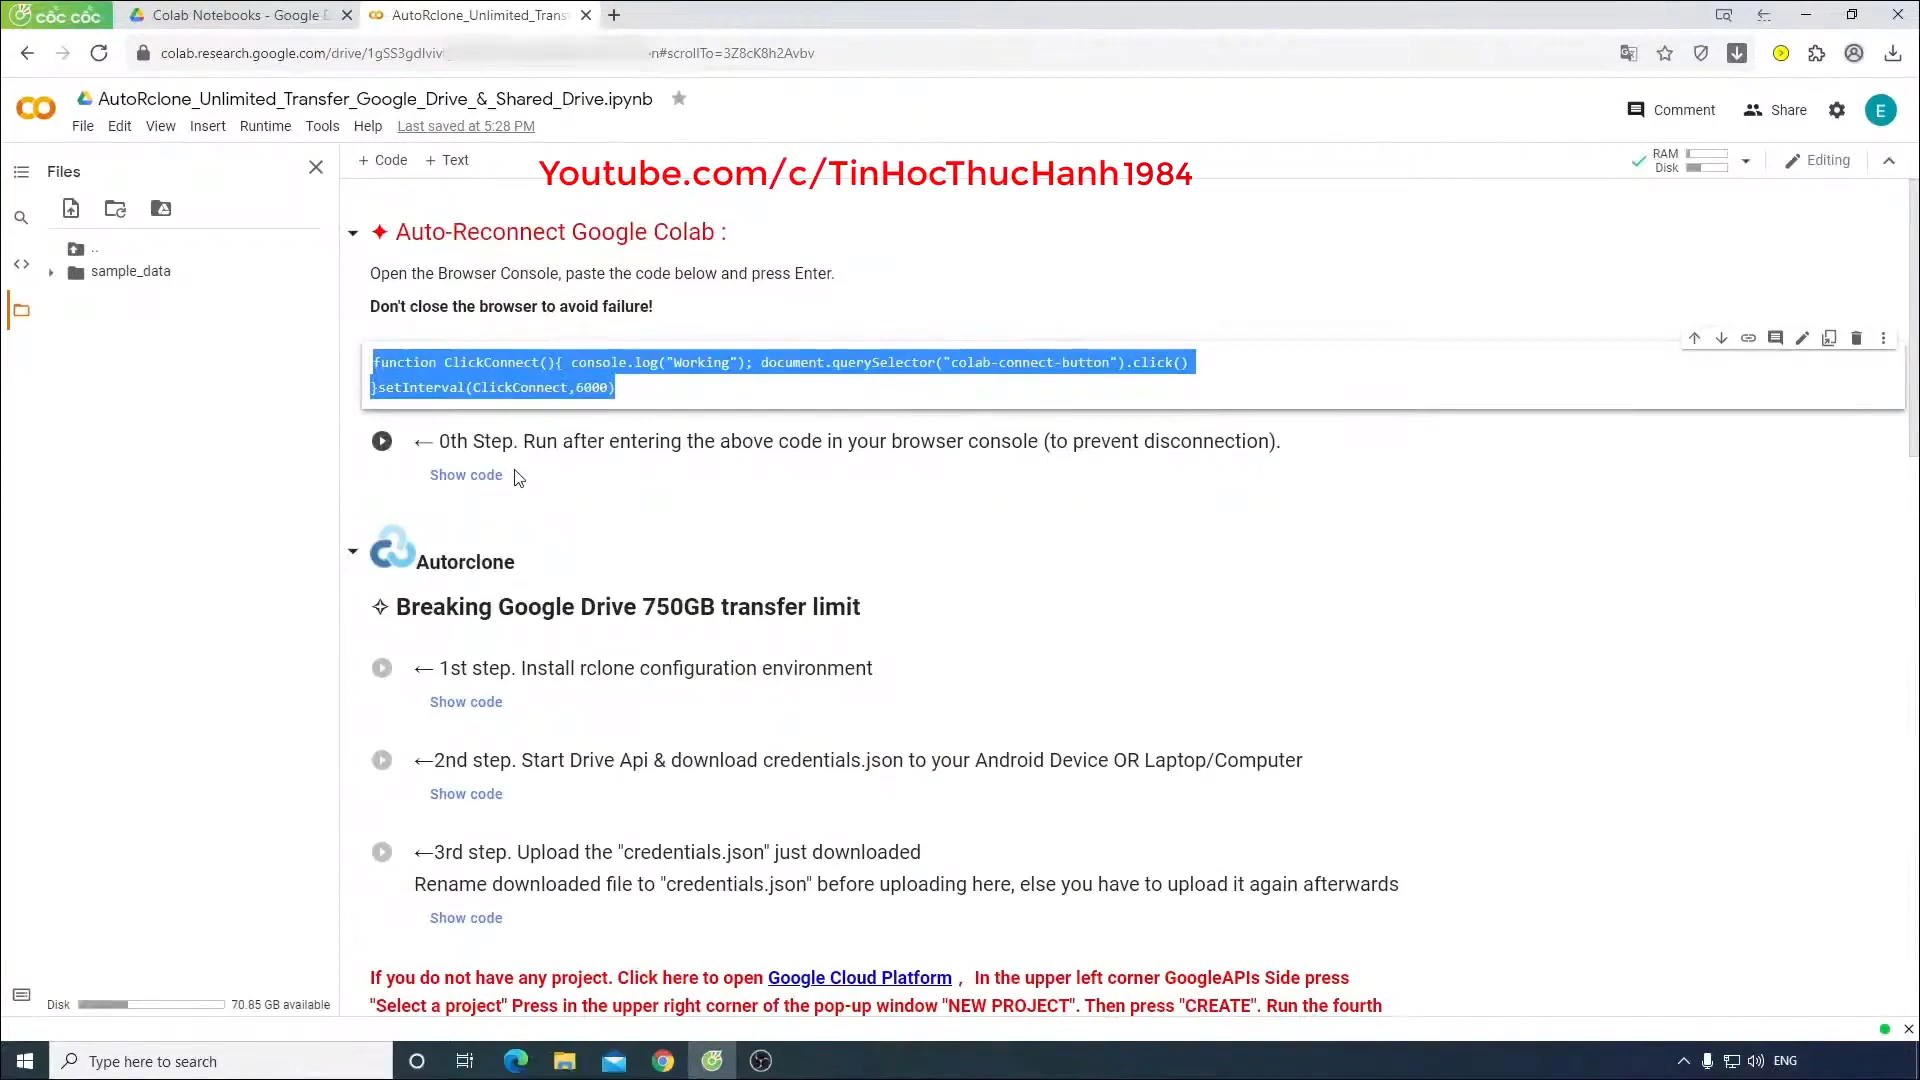 cốc cốc
Colab Notebooks - Google
AutoRclone_Unlimited_Trans
colab.research.google.com/drive/1gSS3gdIviv
n#scrollTo=3Z8cK8h2Avbv
AutoRclone_Unlimited_Transfer_Google_Drive_&_Shared_Drive.ipynb
Comment
Share
E
File Edit View Insert Runtime Tools Help Last saved at 5:28 PM
Files
+ Code + Text
Youtube.com/c/TinHocThucHanh1984
RAM
Disk
Editing
..
sample_data
✦ Auto-Reconnect Google Colab :
Open the Browser Console, paste the code below and press Enter.
Don't close the browser to avoid failure!
function ClickConnect(){ console.log("Working"); document.querySelector("colab-connect-button").click()
}setInterval(ClickConnect,6000)
← 0th Step. Run after entering the above code in your browser console (to prevent disconnection).
Show code
Autorclone
✧ Breaking Google Drive 750GB transfer limit
← 1st step. Install rclone configuration environment
Show code
←2nd step. Start Drive Api & download credentials.json to your Android Device OR Laptop/Computer
Show code
←3rd step. Upload the "credentials.json" just downloaded
Rename downloaded file to "credentials.json" before uploading here, else you have to upload it again afterwards
Show code
If you do not have any project. Click here to open Google Cloud Platform , In the upper left corner GoogleAPIs Side press
"Select a project" Press in the upper right corner of the pop-up window "NEW PROJECT". Then press "CREATE". Run the fourth
Disk 70.85 GB available
Type here to search
ENG